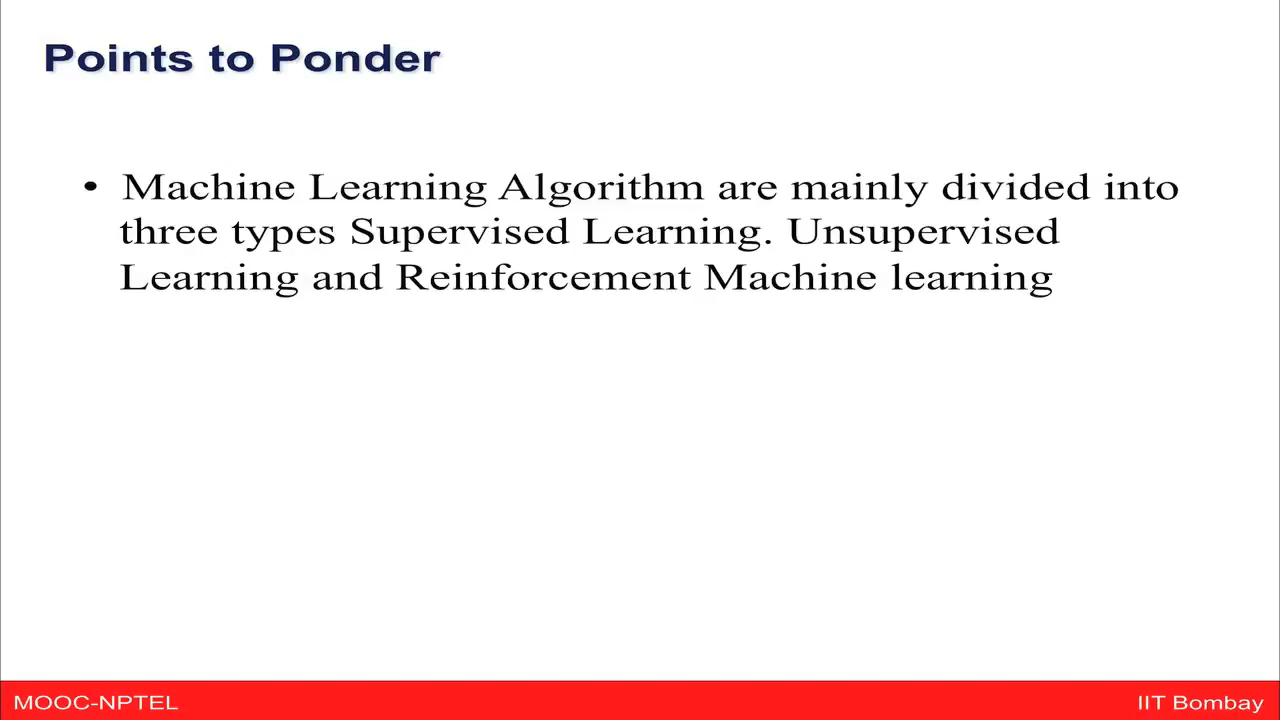 Points to Ponder
• Machine Learning Algorithm are mainly divided into
three types Supervised Learning. Unsupervised
Learning and Reinforcement Machine learning
MOOC-NPTEL
IIT Bombay